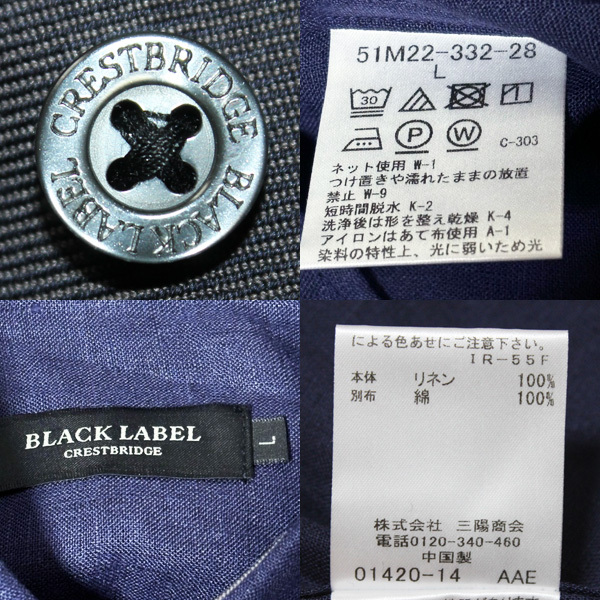 CRESTBRIDGE BLACK LABEL
51M22-332-28
L
30
P W C-303
ネット使用 W-1
つけ置きや濡れたままの放置
禁止 W-9
短時間脱水 K-2
洗浄後は形を整え乾燥 K-4
アイロンはあて布使用 A-1
染料の特性上、光に弱いため光
BLACK LABEL
CRESTBRIDGE
L
による色あせにご注意下さい。
IR-55F
本体 リネン 100%
別布 綿 100%
株式会社 三陽商会
電話0120-340-460
中国製
01420-14 AAE